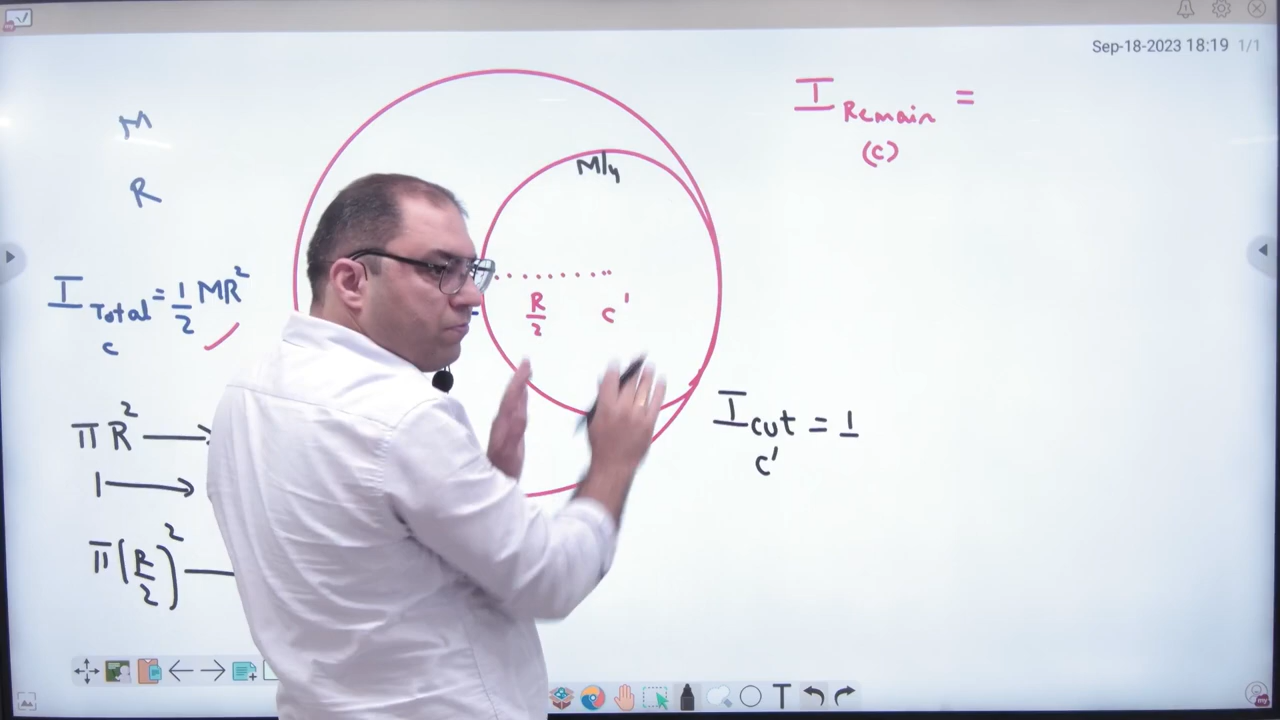 Sep-18-2023 18:19 1/1
M
R
I Total = 1/2 MR²
c
πR² →
1 →
π(R/2)² —
M/4
R/2 c'
I Remain =
(c)
I cut = 1
c'
T